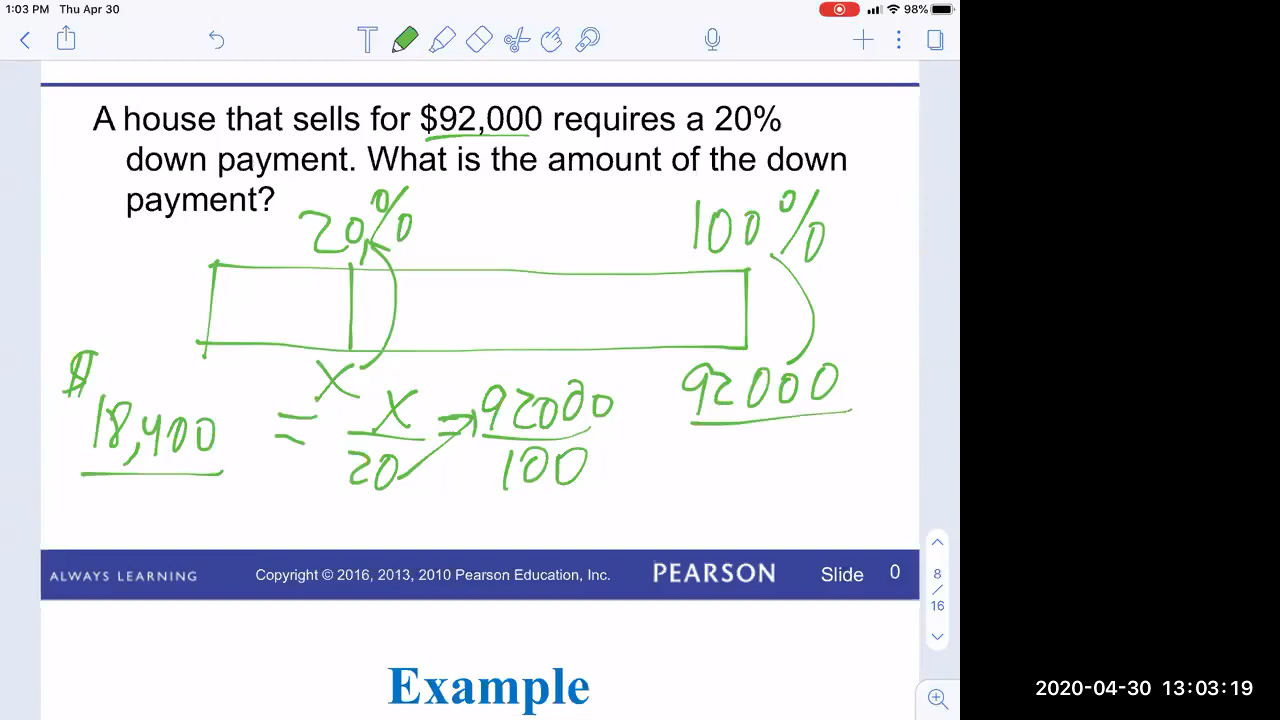 1:03 PM Thu Apr 30
98%
A house that sells for $92,000 requires a 20%
down payment. What is the amount of the down
payment?
20% 100%
x 92000
$18,400 = x/20 = 92000/100
ALWAYS LEARNING Copyright © 2016, 2013, 2010 Pearson Education, Inc. PEARSON Slide 0
8
/
16
Example
2020-04-30 13:03:19